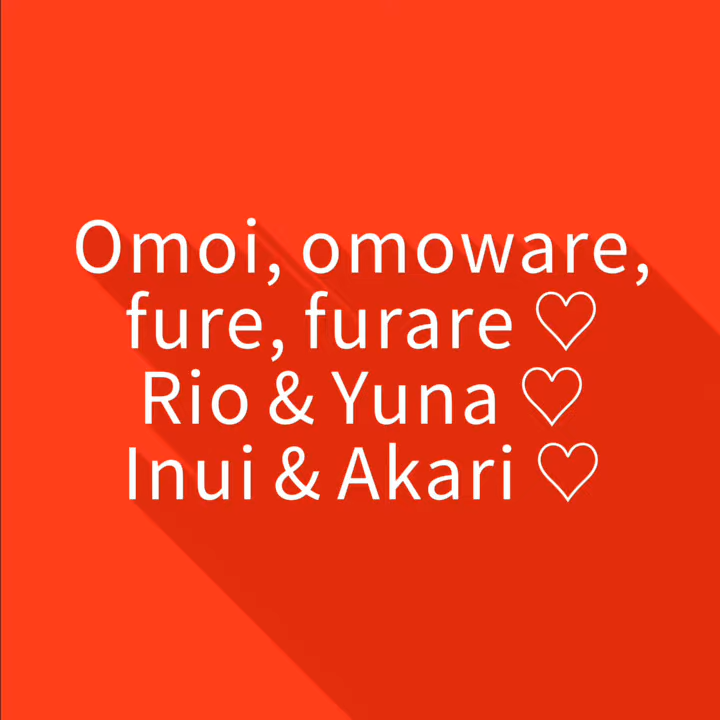 Omoi, omoware,
fure, furare ♡
Rio & Yuna ♡
Inui & Akari ♡